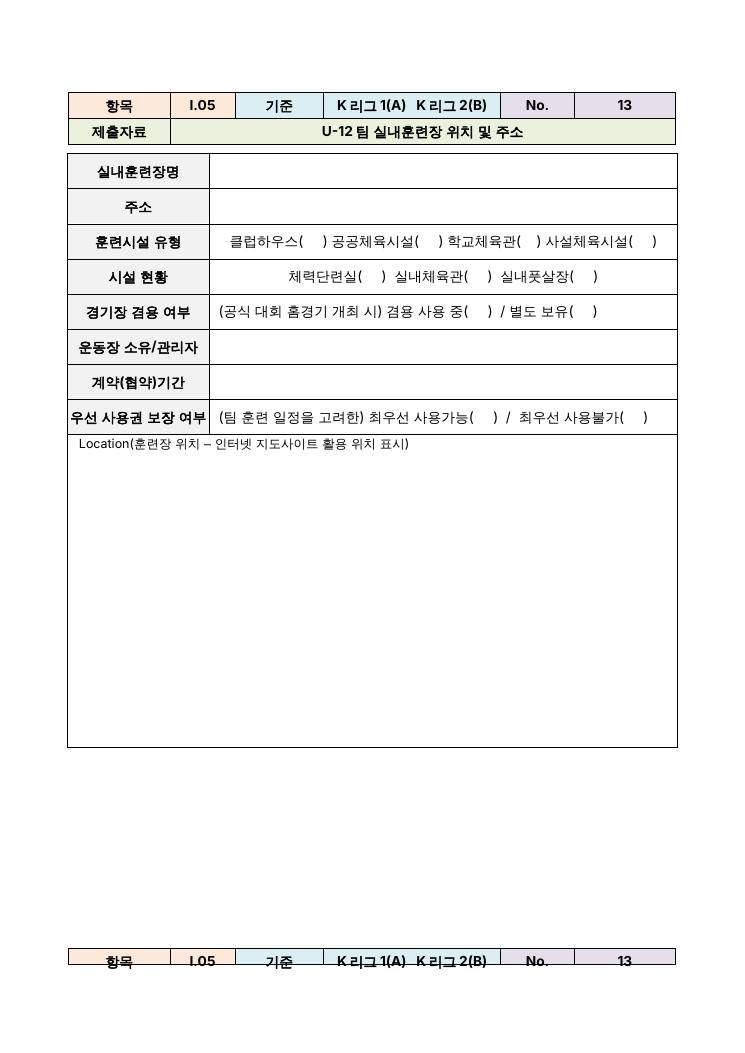 항목 I.05 기준 K 리그 1(A) K 리그 2(B) No. 13
제출자료 U-12 팀 실내훈련장 위치 및 주소
실내훈련장명
주소
훈련시설 유형 클럽하우스( ) 공공체육시설( ) 학교체육관( ) 사설체육시설( )
시설 현황 체력단련실( ) 실내체육관( ) 실내풋살장( )
경기장 겸용 여부 (공식 대회 홈경기 개최 시) 겸용 사용 중( ) / 별도 보유( )
운동장 소유/관리자
계약(협약)기간
우선 사용권 보장 여부 (팀 훈련 일정을 고려한) 최우선 사용가능( ) / 최우선 사용불가( )
Location(훈련장 위치 – 인터넷 지도사이트 활용 위치 표시)
항목 I.05 기준 K 리그 1(A) K 리그 2(B) No. 13